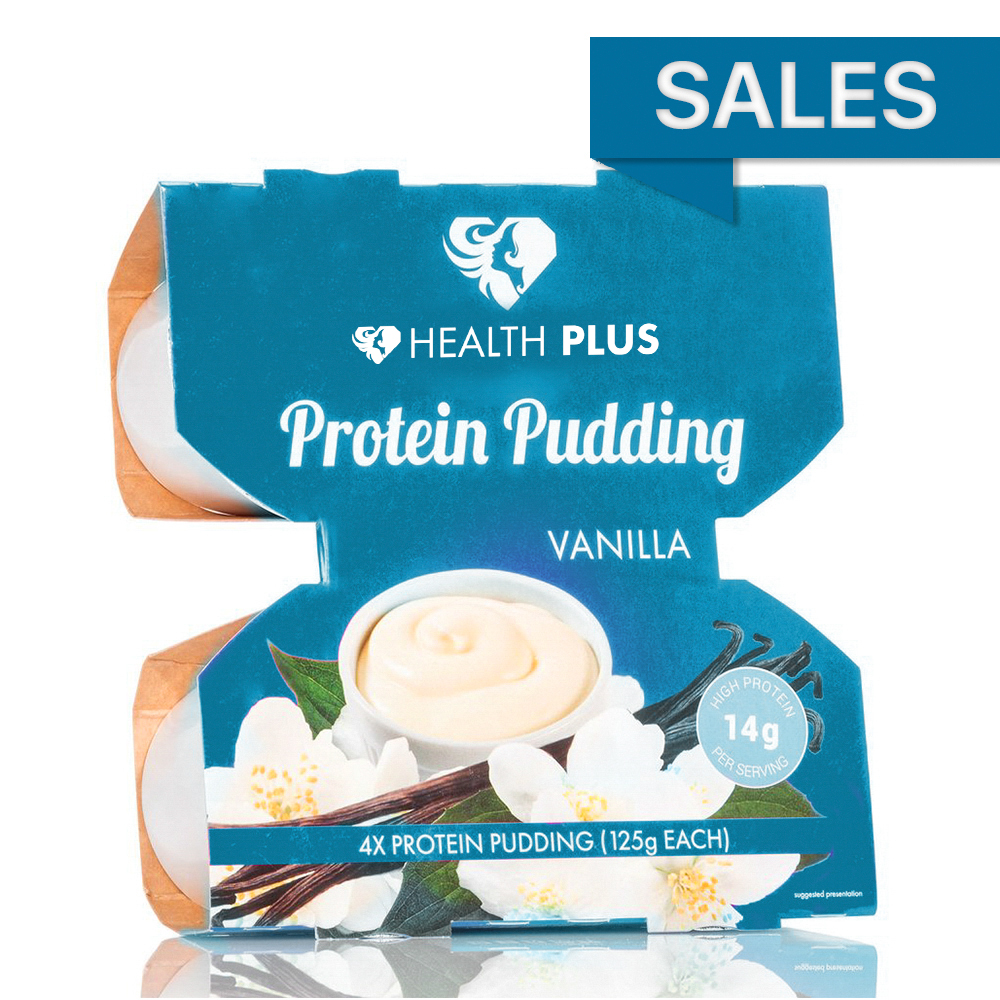 SALES
HEALTH PLUS
Protein Pudding
VANILLA
HIGH PROTEIN
14g
PER SERVING
4X PROTEIN PUDDING (125g EACH)
suggested presentation